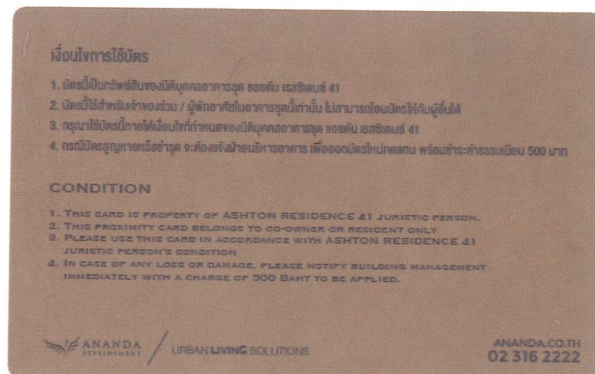 เงื่อนไขการใช้บัตร
1. บัตรนี้เป็นทรัพย์สินของนิติบุคคลอาคารชุด แอชตัน เรสซิเดนซ์ 41
2. บัตรนี้ใช้สำหรับเจ้าของร่วม / ผู้พักอาศัยในอาคารชุดนี้เท่านั้น ไม่สามารถโอนบัตรให้กับผู้อื่นได้
3. กรุณาใช้บัตรนี้ภายใต้เงื่อนไขที่กำหนดของนิติบุคคลอาคารชุด แอชตัน เรสซิเดนซ์ 41
4. กรณีบัตรสูญหายหรือชำรุด จะต้องแจ้งฝ่ายบริหารอาคาร เพื่อออกบัตรใหม่ทดแทน พร้อมชำระค่าธรรมเนียม 500 บาท
CONDITION
1. THIS CARD IS PROPERTY OF ASHTON RESIDENCE 41 JURISTIC PERSON.
2. THIS PROXIMITY CARD BELONGS TO CO-OWNER OR RESIDENT ONLY
3. PLEASE USE THIS CARD IN ACCORDANCE WITH ASHTON RESIDENCE 41
JURISTIC PERSON'S CONDITION
4. IN CASE OF ANY LOSS OR DAMAGE, PLEASE NOTIFY BUILDING MANAGEMENT
IMMEDIATELY WITH A CHARGE OF 500 BAHT TO BE APPLIED.
ANANDA
DEVELOPMENT
URBAN LIVING SOLUTIONS
ANANDA.CO.TH
02 316 2222